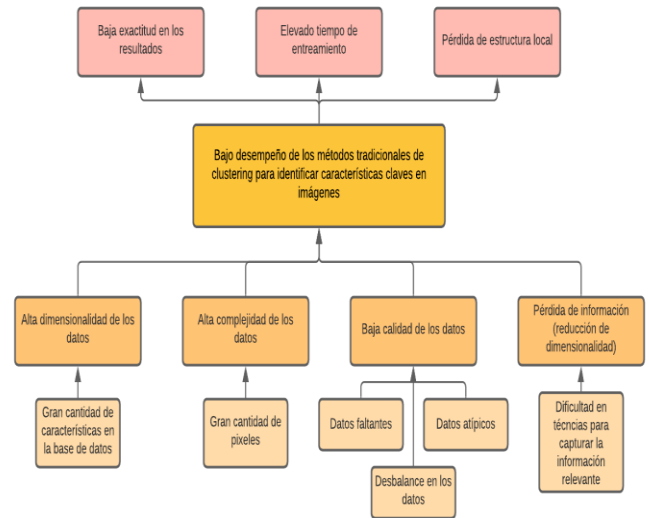 Baja exactitud en los
resultados
Elevado tiempo de
entreamiento
Pérdida de estructura local
Bajo desempeño de los métodos tradicionales de
clustering para identificar características claves en
imágenes
Alta dimensionalidad de los
datos
Alta complejidad de los
datos
Baja calidad de los datos
Pérdida de información
(reducción de
dimensionalidad)
Gran cantidad de
características en
la base de datos
Gran cantidad de
píxeles
Datos faltantes
Datos atípicos
Desbalance en los
datos
Dificultad en
téncias para
capturar la
información
relevante